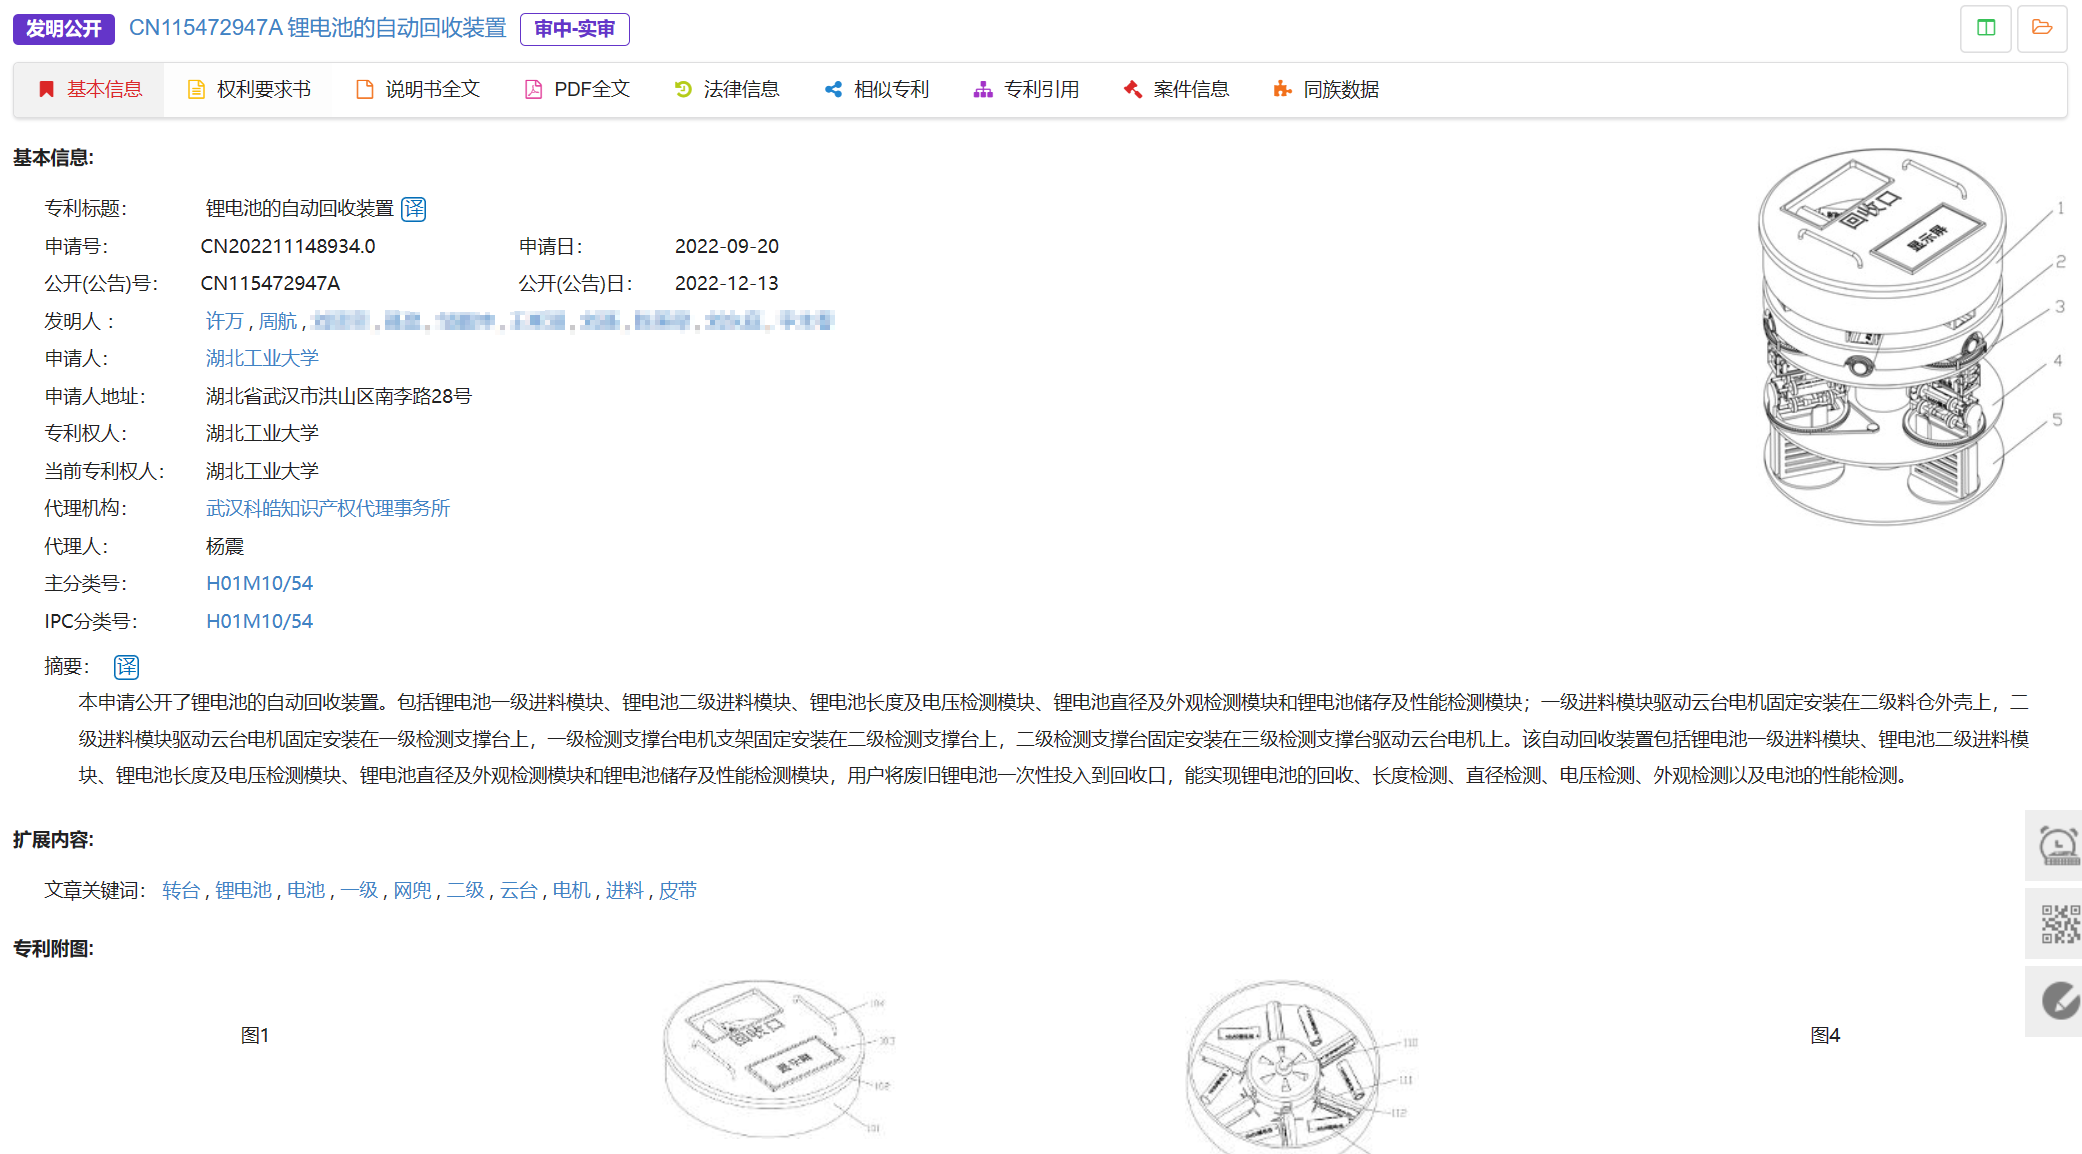 发明公开 CN115472947A 锂电池的自动回收装置 审中-实审
基本信息 权利要求书 说明书全文 PDF全文 法律信息 相似专利 专利引用 案件信息 同族数据
基本信息:
专利标题： 锂电池的自动回收装置 译
申请号： CN202211148934.0 申请日： 2022-09-20
公开(公告)号： CN115472947A 公开(公告)日： 2022-12-13
发明人： 许万 , 周航 ,
申请人： 湖北工业大学
申请人地址： 湖北省武汉市洪山区南李路28号
专利权人： 湖北工业大学
当前专利权人： 湖北工业大学
代理机构： 武汉科皓知识产权代理事务所
代理人： 杨震
主分类号： H01M10/54
IPC分类号： H01M10/54
摘要： 译
本申请公开了锂电池的自动回收装置。包括锂电池一级进料模块、锂电池二级进料模块、锂电池长度及电压检测模块、锂电池直径及外观检测模块和锂电池储存及性能检测模块；一级进料模块驱动云台电机固定安装在二级料仓外壳上，二
级进料模块驱动云台电机固定安装在一级检测支撑台上，一级检测支撑台电机支架固定安装在二级检测支撑台上，二级检测支撑台固定安装在三级检测支撑台驱动云台电机上。该自动回收装置包括锂电池一级进料模块、锂电池二级进料模
块、锂电池长度及电压检测模块、锂电池直径及外观检测模块和锂电池储存及性能检测模块，用户将废旧锂电池一次性投入到回收口，能实现锂电池的回收、长度检测、直径检测、电压检测、外观检测以及电池的性能检测。
回收口
显示屏
1
2
3
4
5
扩展内容:
文章关键词： 转台 , 锂电池 , 电池 , 一级 , 网兜 , 二级 , 云台 , 电机 , 进料 , 皮带
专利附图:
图1
回收口
显示屏
104
103
102
101
110
111
112
图4